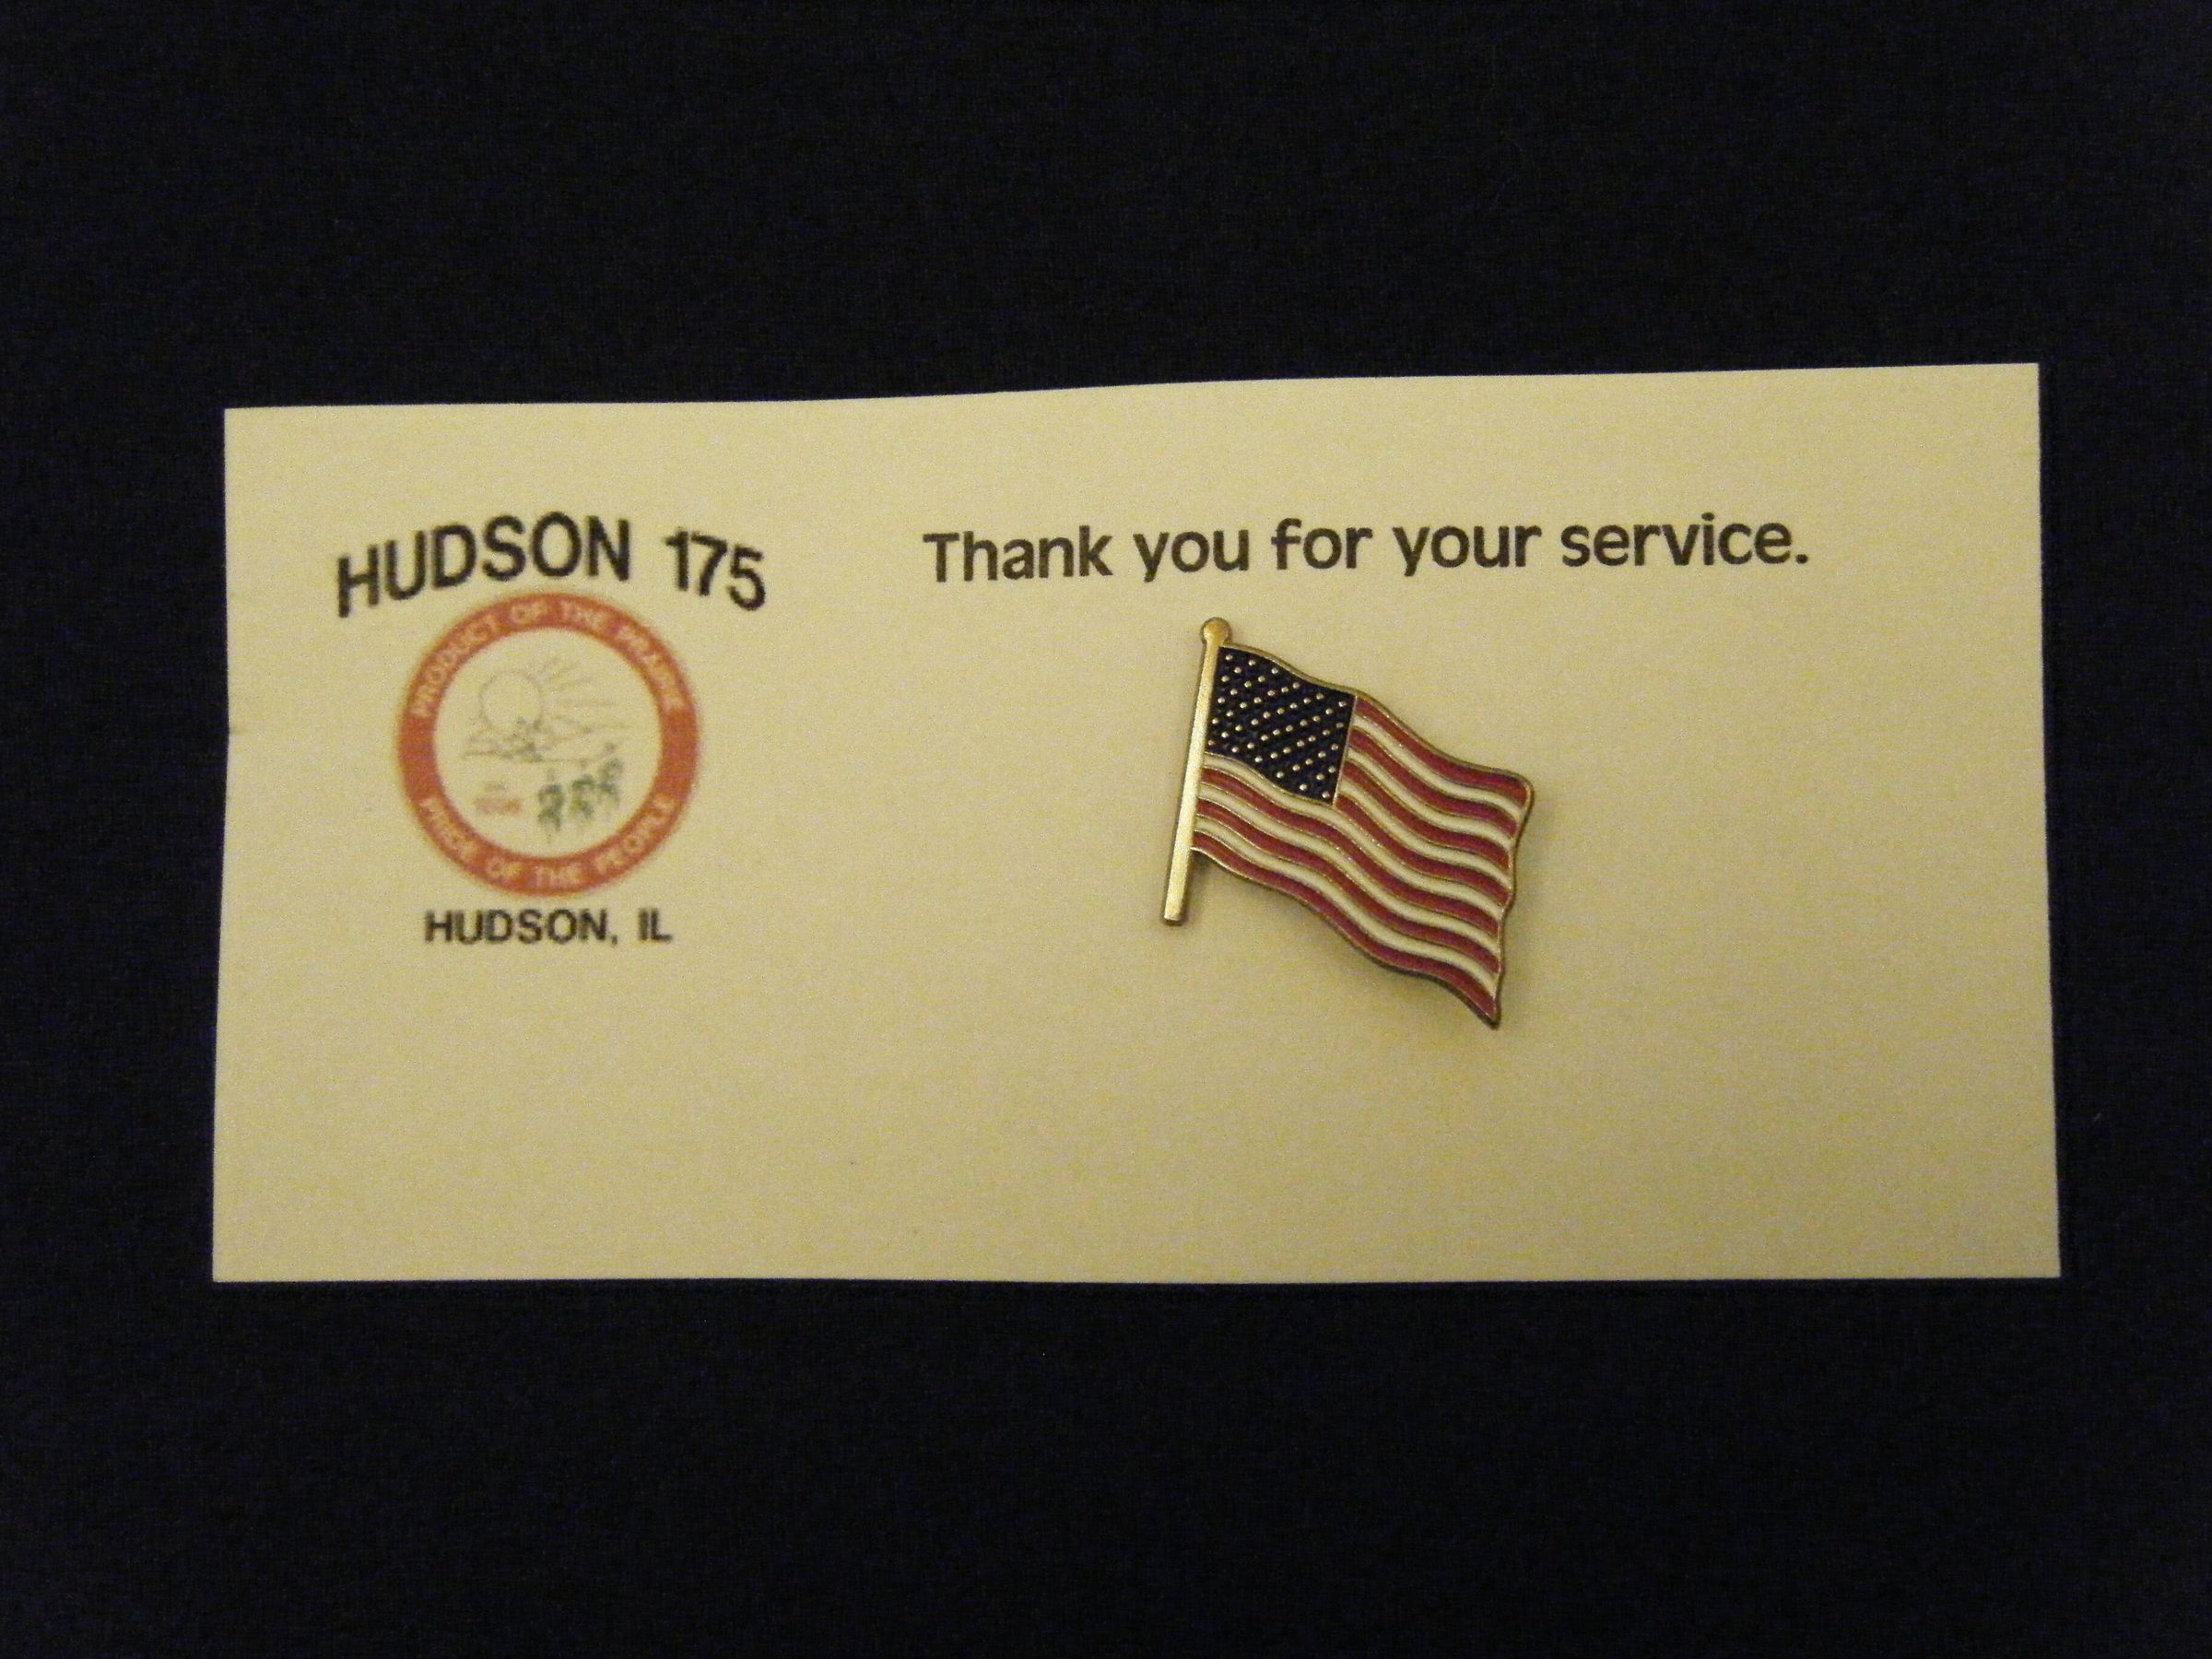 HUDSON 175
PRODUCT OF THE PRAIRIE
PRIDE OF THE PEOPLE
HUDSON, IL
Thank you for your service.